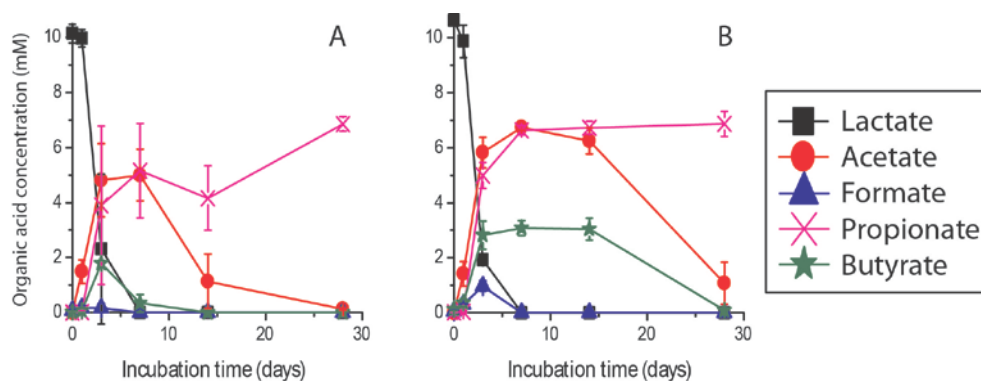 Organic acid concentration (mM)
10
8
6
4
2
0
A
0
10
20
30
Incubation time (days)
10
8
6
4
2
0
B
0
10
20
30
Incubation time (days)
Lactate
Acetate
Formate
Propionate
Butyrate